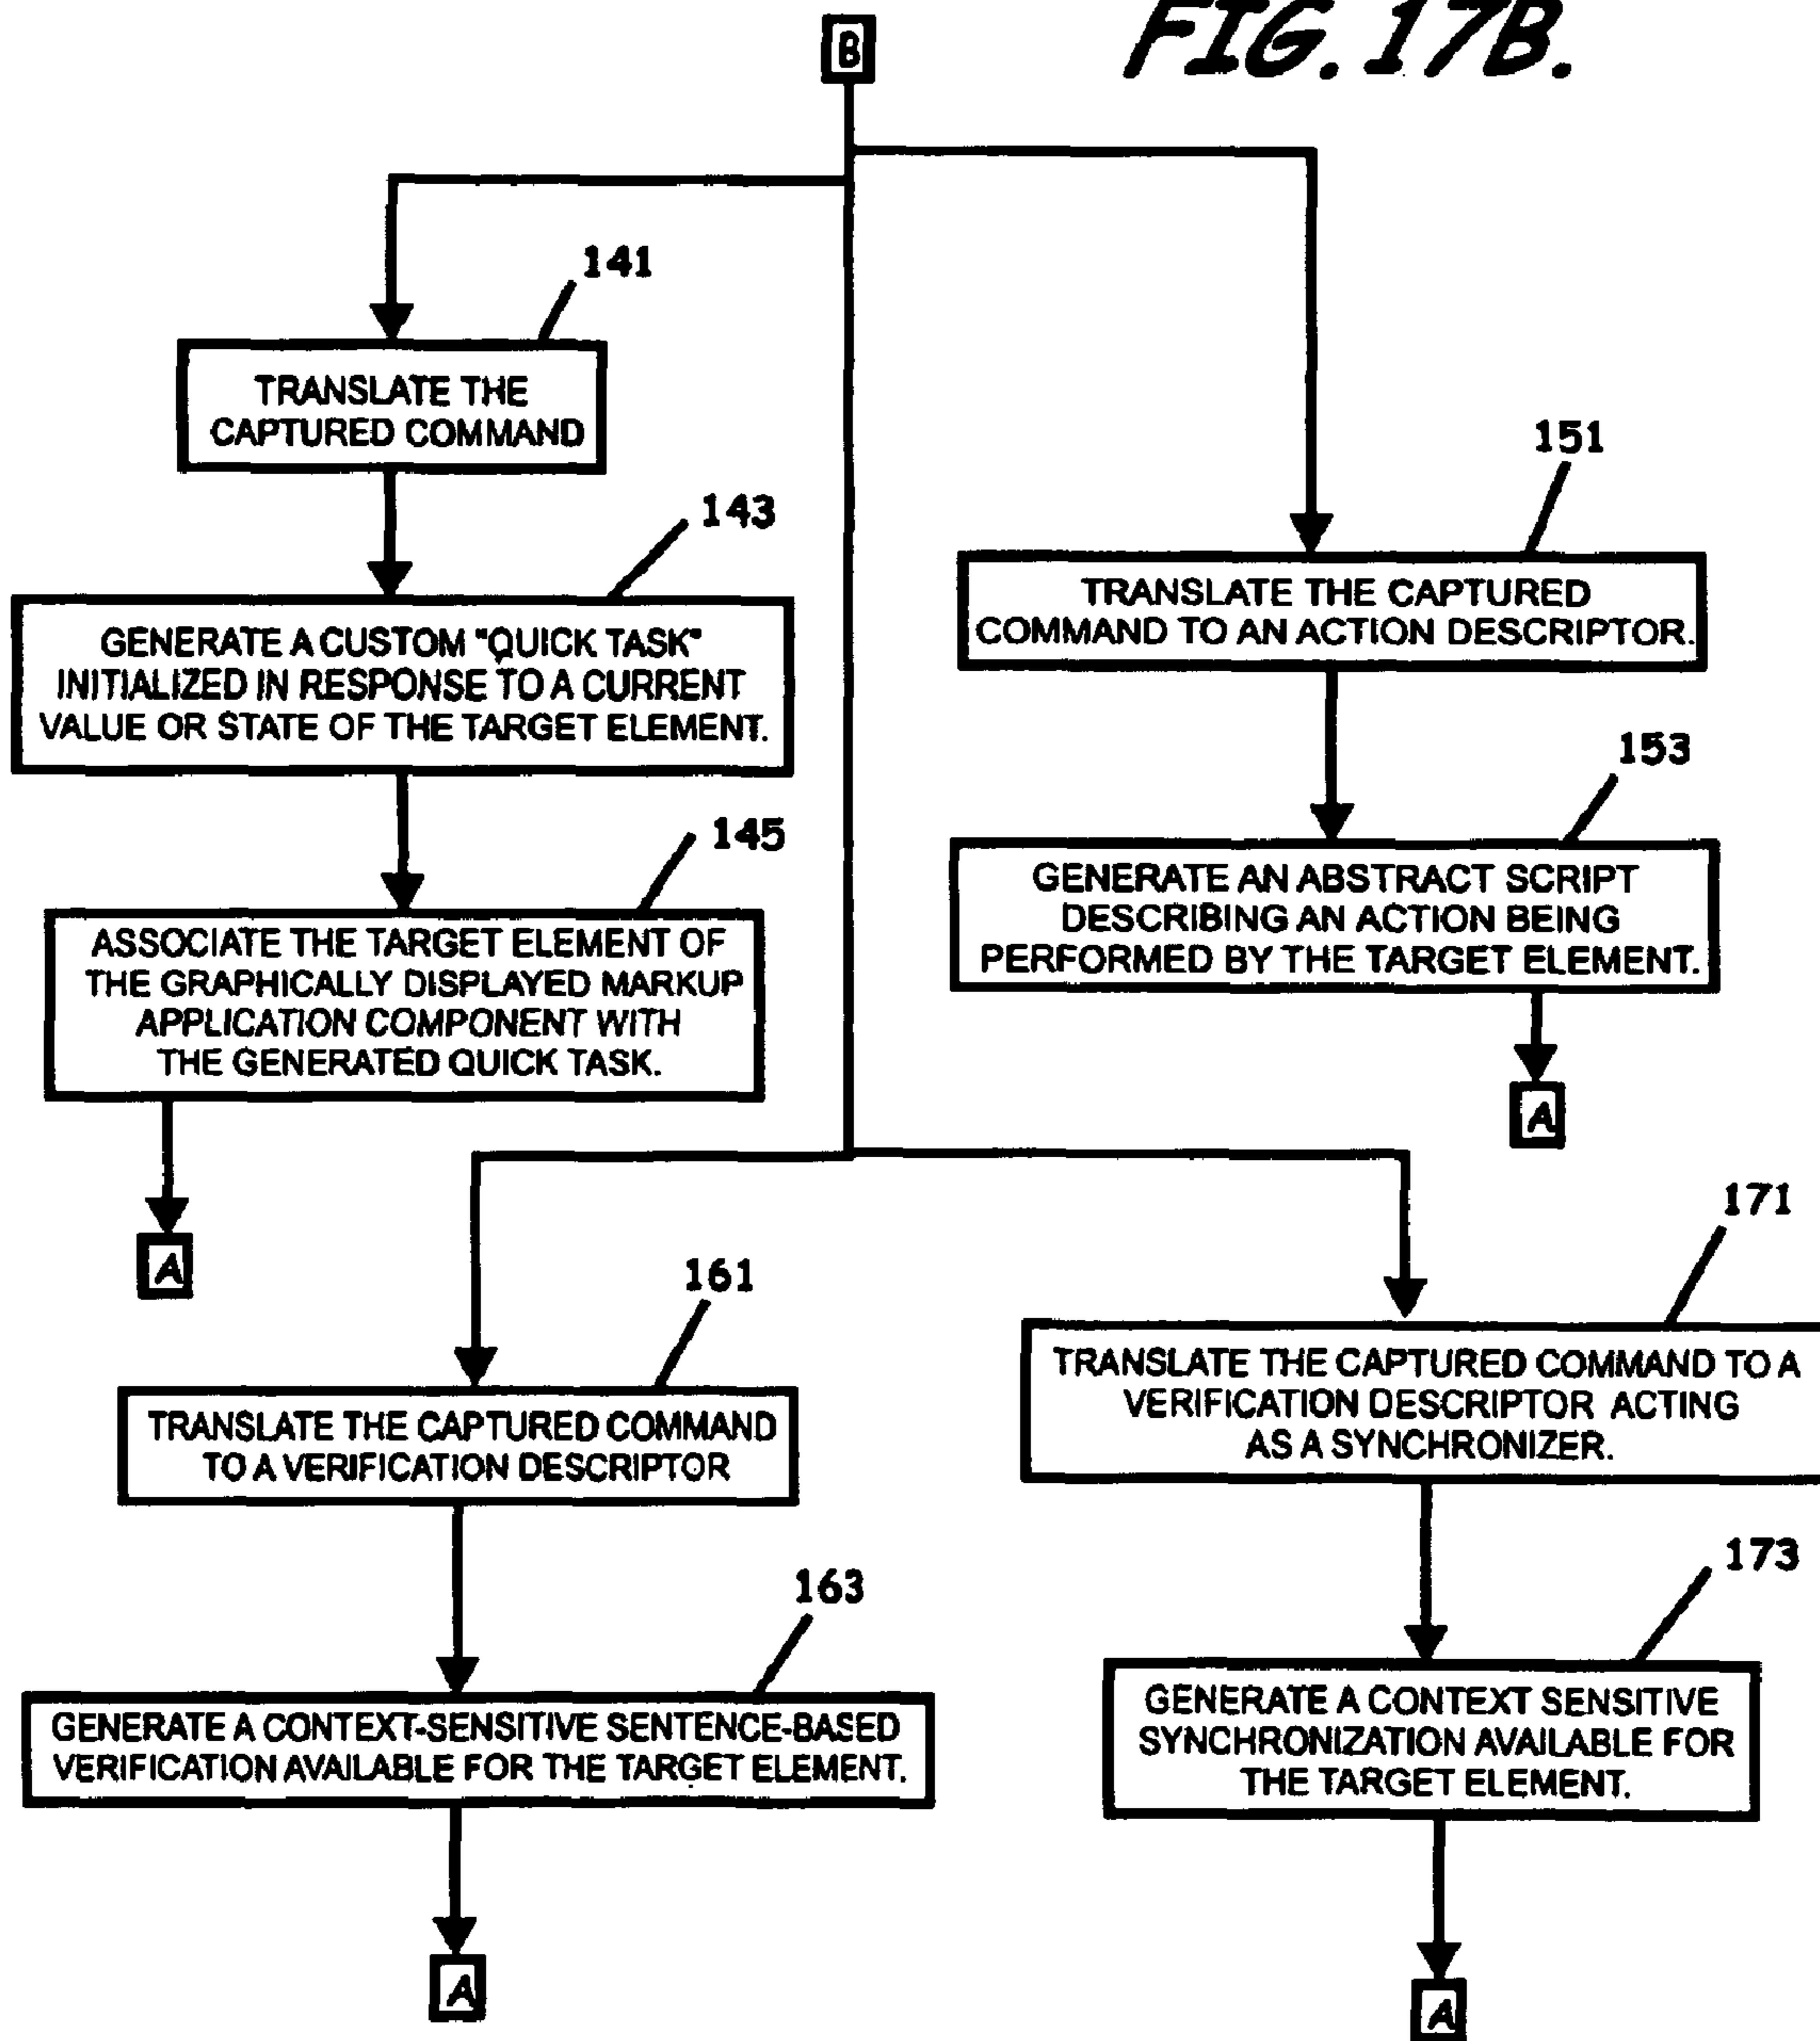 FIG. 17B.
B
141
TRANSLATE THE
CAPTURED COMMAND
143
GENERATE A CUSTOM "QUICK TASK"
INITIALIZED IN RESPONSE TO A CURRENT
VALUE OR STATE OF THE TARGET ELEMENT.
145
ASSOCIATE THE TARGET ELEMENT OF
THE GRAPHICALLY DISPLAYED MARKUP
APPLICATION COMPONENT WITH
THE GENERATED QUICK TASK.
A
151
TRANSLATE THE CAPTURED
COMMAND TO AN ACTION DESCRIPTOR.
153
GENERATE AN ABSTRACT SCRIPT
DESCRIBING AN ACTION BEING
PERFORMED BY THE TARGET ELEMENT.
A
161
TRANSLATE THE CAPTURED COMMAND
TO A VERIFICATION DESCRIPTOR
163
GENERATE A CONTEXT-SENSITIVE SENTENCE-BASED
VERIFICATION AVAILABLE FOR THE TARGET ELEMENT.
A
171
TRANSLATE THE CAPTURED COMMAND TO A
VERIFICATION DESCRIPTOR ACTING
AS A SYNCHRONIZER.
173
GENERATE A CONTEXT SENSITIVE
SYNCHRONIZATION AVAILABLE FOR
THE TARGET ELEMENT.
A